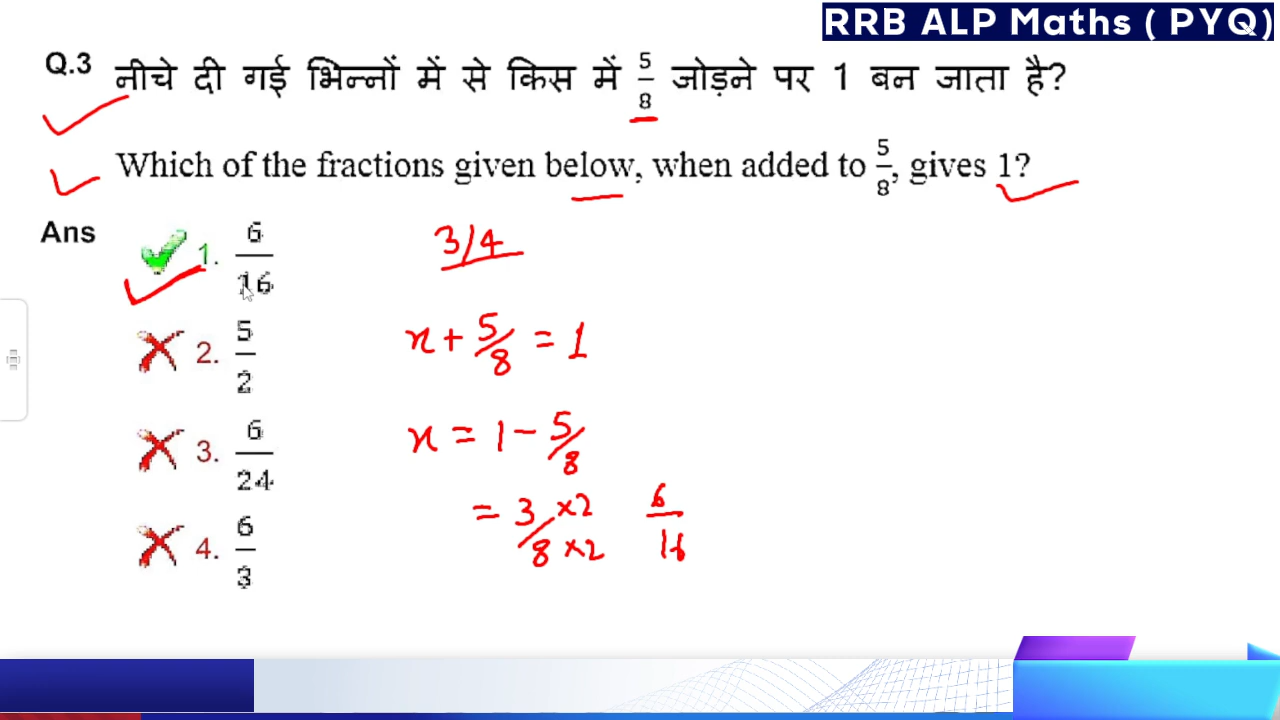 RRB ALP Maths ( PYQ)
Q.3 नीचे दी गई भिन्नों में से किस में 5/8 जोड़ने पर 1 बन जाता है?
Which of the fractions given below, when added to 5/8, gives 1?
Ans
1. 6/16
2. 5/2
3. 6/24
4. 6/3
3/4
x + 5/8 = 1
x = 1 - 5/8
= 3×2/8×2 6/16